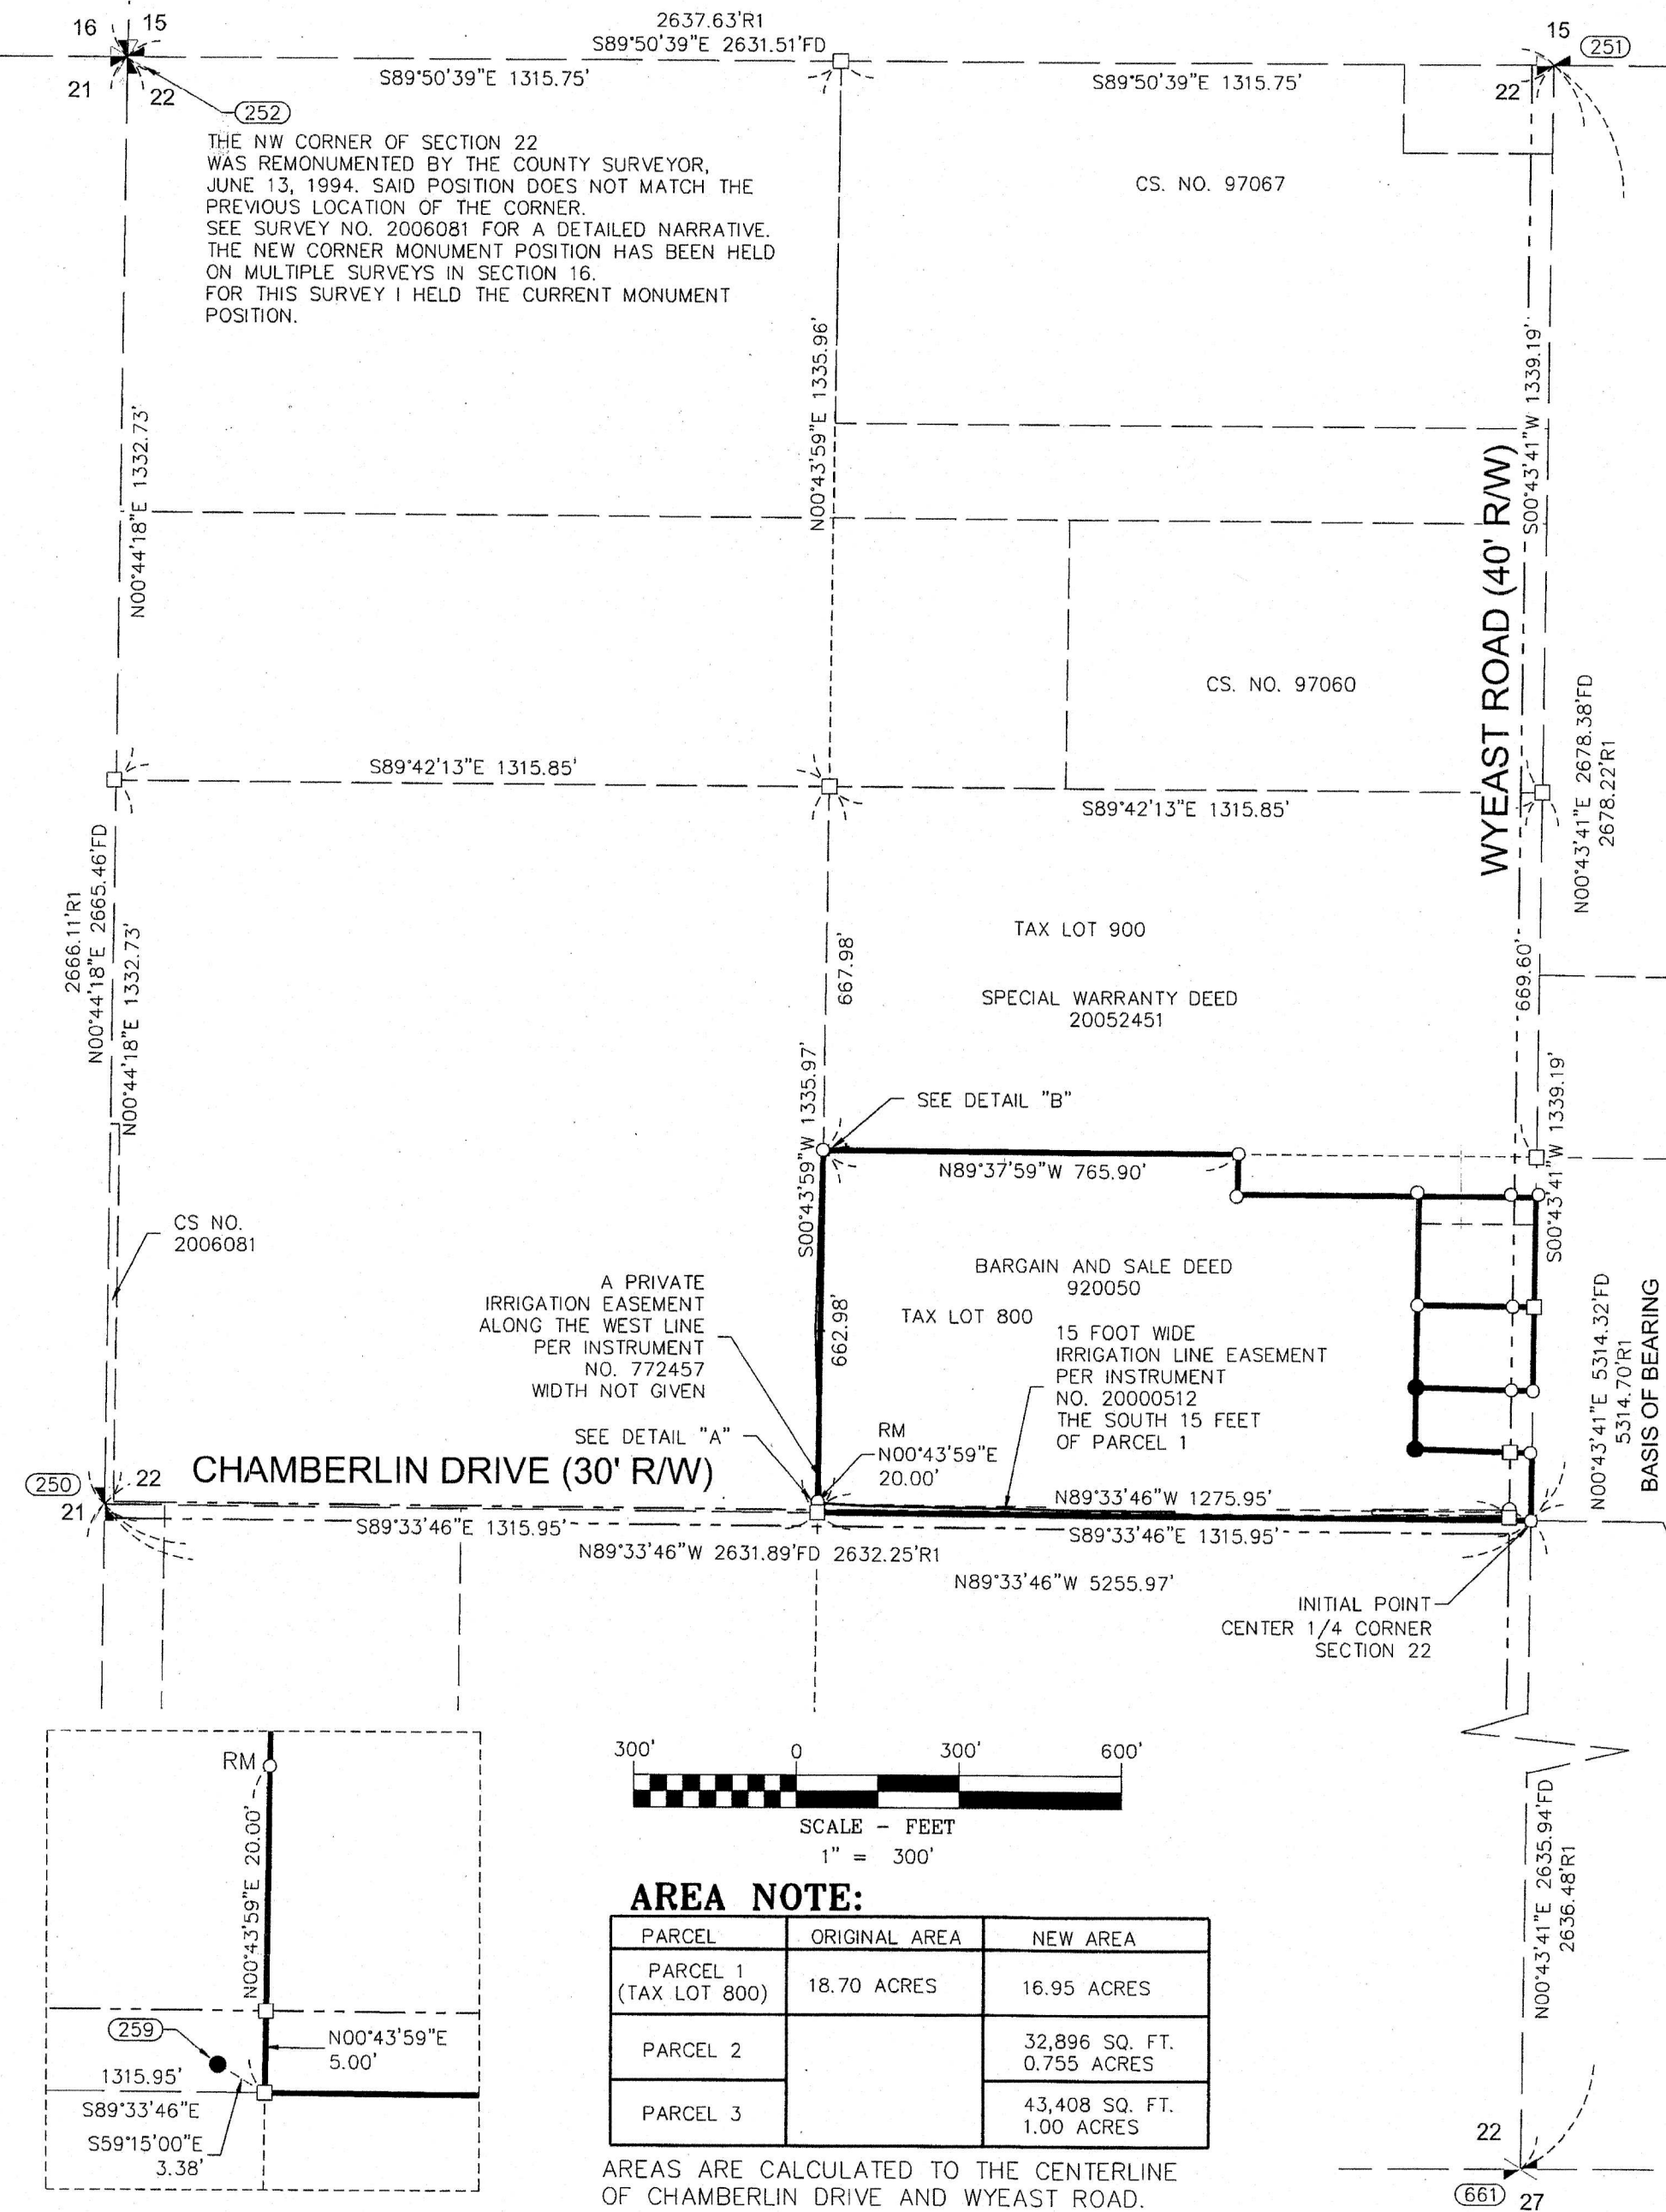 16 15
2637.63'R1
S89°50'39"E 2631.51'FD
15 (251)
21 22
S89°50'39"E 1315.75'
S89°50'39"E 1315.75'
22
(252)
THE NW CORNER OF SECTION 22
WAS REMONUMENTED BY THE COUNTY SURVEYOR,
JUNE 13, 1994. SAID POSITION DOES NOT MATCH THE
PREVIOUS LOCATION OF THE CORNER.
SEE SURVEY NO. 2006081 FOR A DETAILED NARRATIVE.
THE NEW CORNER MONUMENT POSITION HAS BEEN HELD
ON MULTIPLE SURVEYS IN SECTION 16.
FOR THIS SURVEY I HELD THE CURRENT MONUMENT
POSITION.
CS. NO. 97067
N00°44'18"E 1332.73'
N00°43'59"E 1335.96'
S00°43'41"W 1339.19'
WYEAST ROAD (40' R/W)
CS. NO. 97060
N00°43'41"E 2678.38'FD
2678.22'R1
S89°42'13"E 1315.85'
S89°42'13"E 1315.85'
2666.11'R1
N00°44'18"E 2665.46'FD
N00°44'18"E 1332.73'
TAX LOT 900
667.98'
669.60'
SPECIAL WARRANTY DEED
20052451
S00°43'59"W 1335.97'
S00°43'41"W 1339.19'
SEE DETAIL "B"
N89°37'59"W 765.90'
CS NO.
2006081
BARGAIN AND SALE DEED
920050
TAX LOT 800
662.98'
A PRIVATE
IRRIGATION EASEMENT
ALONG THE WEST LINE
PER INSTRUMENT
NO. 772457
WIDTH NOT GIVEN
15 FOOT WIDE
IRRIGATION LINE EASEMENT
PER INSTRUMENT
NO. 20000512
THE SOUTH 15 FEET
OF PARCEL 1
N00°43'41"E 5314.32'FD
5314.70'R1
BASIS OF BEARING
SEE DETAIL "A"
RM
N00°43'59"E
20.00'
CHAMBERLIN DRIVE (30' R/W)
(250) 22
21
N89°33'46"W 1275.95'
S89°33'46"E 1315.95'
S89°33'46"E 1315.95'
N89°33'46"W 2631.89'FD 2632.25'R1
N89°33'46"W 5255.97'
INITIAL POINT
CENTER 1/4 CORNER
SECTION 22
RM
N00°43'59"E 20.00'
(259)
N00°43'59"E
5.00'
1315.95'
S89°33'46"E
S59°15'00"E
3.38'
300' 0 300' 600'
SCALE - FEET
1" = 300'
AREA NOTE:
PARCEL ORIGINAL AREA NEW AREA
PARCEL 1
(TAX LOT 800) 18.70 ACRES 16.95 ACRES
PARCEL 2 32,896 SQ. FT.
0.755 ACRES
PARCEL 3 43,408 SQ. FT.
1.00 ACRES
AREAS ARE CALCULATED TO THE CENTERLINE
OF CHAMBERLIN DRIVE AND WYEAST ROAD.
N00°43'41"E 2635.94'FD
2636.48'R1
22
(661) 27